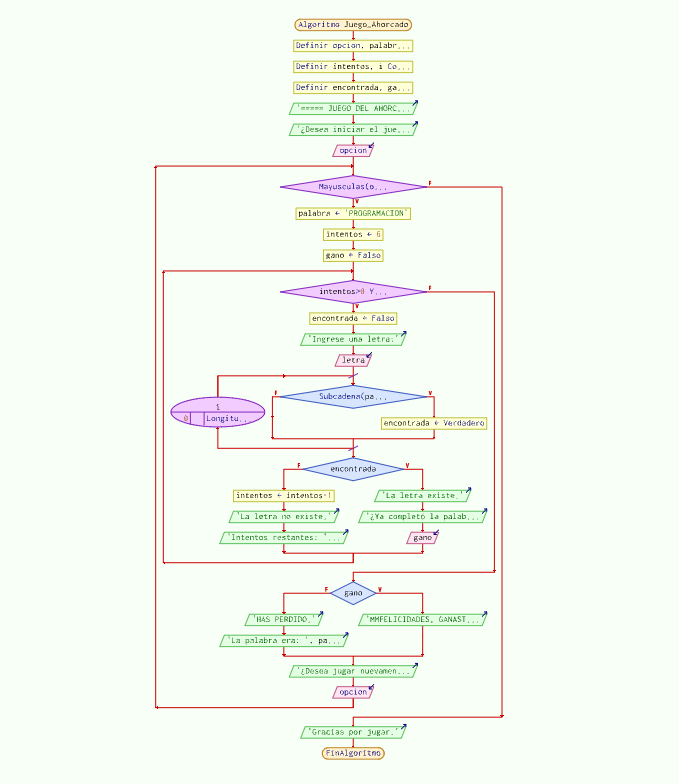 Algoritmo Juego_Ahorcado
Definir opcion, palabr...
Definir intentos, i Co...
Definir encontrada, ga...
'===== JUEGO DEL AHORC...
'¿Desea iniciar el jue...
opcion
Mayusculas(o...
F
V
palabra ← 'PROGRAMACION'
intentos ← 6
gano ← Falso
intentos>0 Y...
F
V
encontrada ← Falso
'Ingrese una letra:'
letra
i
0 Longitu...
F Subcadena(pa... V
encontrada ← Verdadero
F encontrada V
intentos ← intentos-1 'La letra existe.'
'La letra no existe.' '¿Ya completó la palab...
'Intentos restantes: '... gano
F gano V
'HAS PERDIDO.' 'MMFELICIDADES, GANAST...
'La palabra era: ', pa...
'¿Desea jugar nuevamen...
opcion
'Gracias por jugar.'
FinAlgoritmo